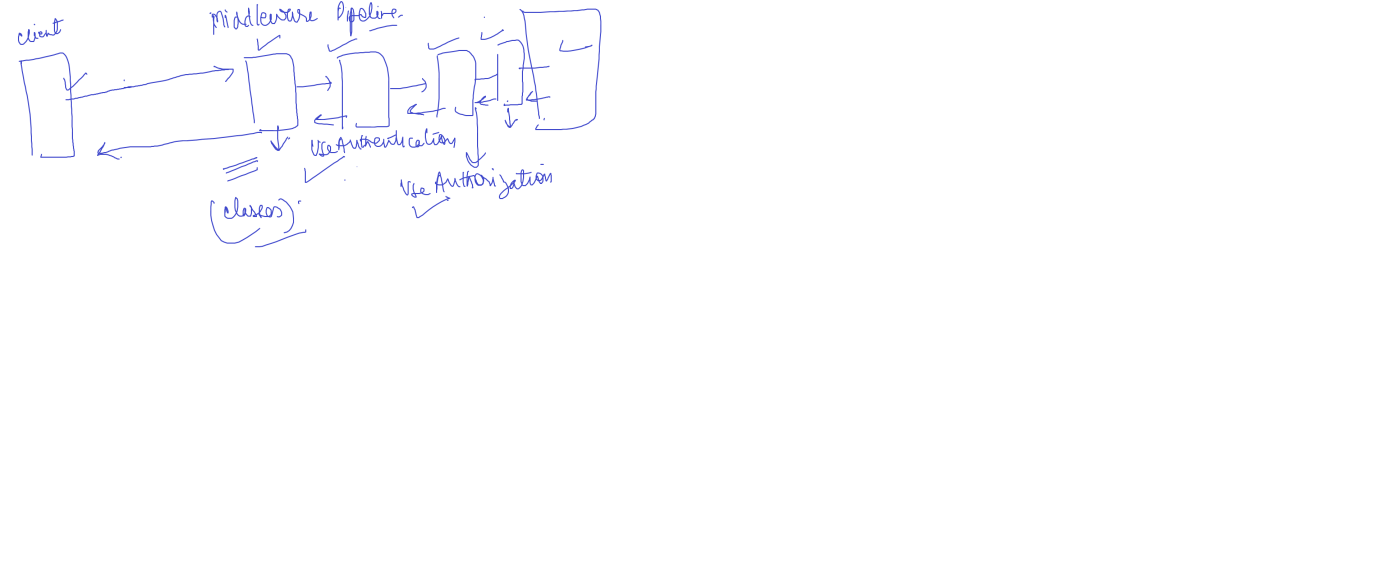 client
Middleware Pipeline
UseAuthentication
UseAuthorization
(classes)